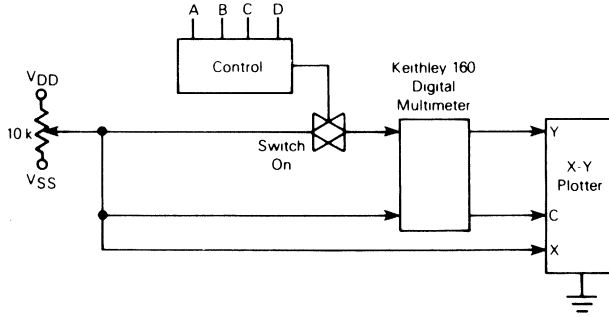 A B C D
Control
Keithley 160
Digital
Multimeter
VDD
10 k
VSS
Switch
On
Y
X-Y
Plotter
C
X